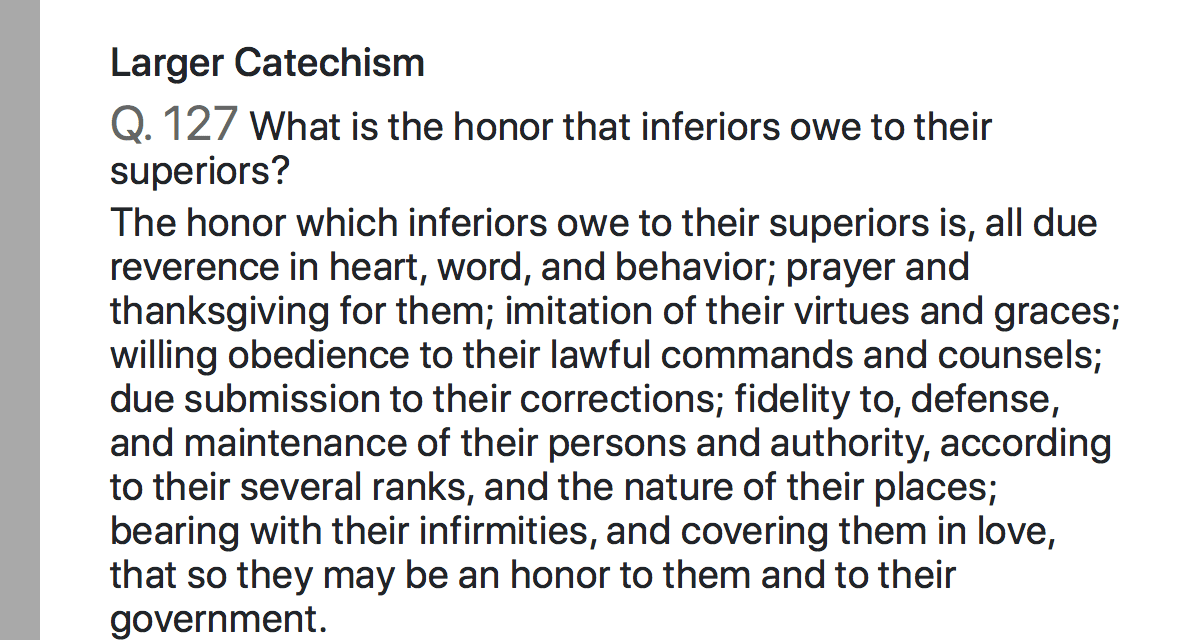 Larger Catechism
Q. 127 What is the honor that inferiors owe to their
superiors?
The honor which inferiors owe to their superiors is, all due
reverence in heart, word, and behavior; prayer and
thanksgiving for them; imitation of their virtues and graces;
willing obedience to their lawful commands and counsels;
due submission to their corrections; fidelity to, defense,
and maintenance of their persons and authority, according
to their several ranks, and the nature of their places;
bearing with their infirmities, and covering them in love,
that so they may be an honor to them and to their
government.